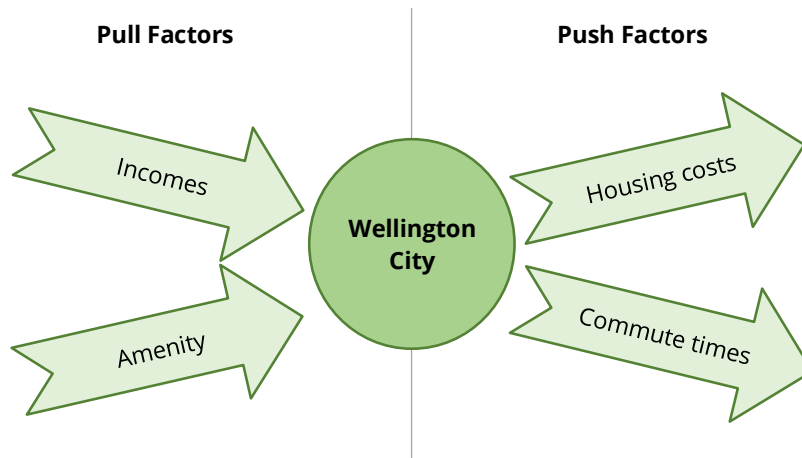 Pull Factors
Push Factors
Incomes
Amenity
Wellington
City
Housing costs
Commute times